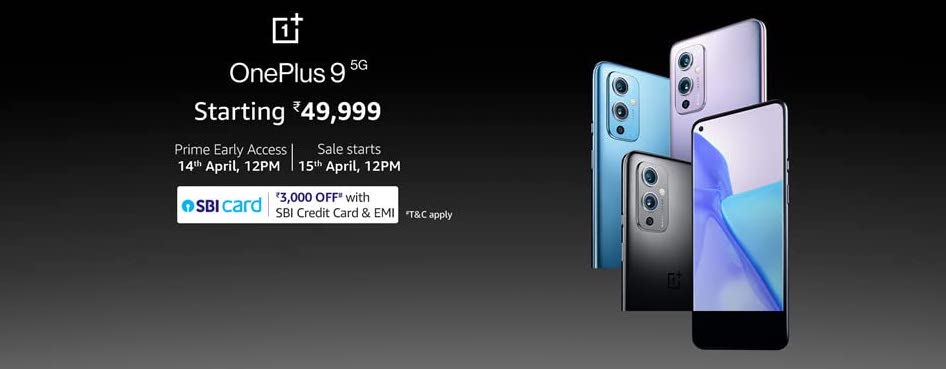 OnePlus 9 5G
Starting ₹49,999
Prime Early Access | Sale starts
14th April, 12PM | 15th April, 12PM
SBI card | ₹3,000 OFF# with
SBI Credit Card & EMI
#T&C apply